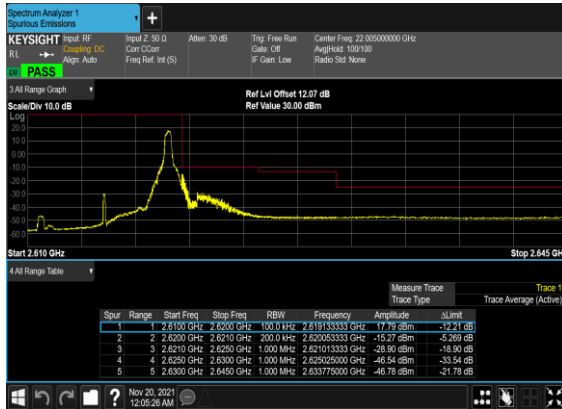 Spectrum Analyzer 1
Spurious Emissions
+
KEYSIGHT Input: RF Input Z: 50 Ω Atten: 30 dB Trig: Free Run Center Freq: 22.005000000 GHz
RL Coupling: DC Corr CCorr Gate: Off Avg|Hold: 100/100
Align: Auto Freq Ref: Int (S) IF Gain: Low Radio Std: None
PASS
3 All Range Graph
Ref Lvl Offset 12.07 dB
Scale/Div 10.0 dB Ref Value 30.00 dBm
Log
20.0
10.0
0.00
-10.0
-20.0
-30.0
-40.0
-50.0
-60.0
Start 2.610 GHz Stop 2.645 GH
4 All Range Table
Measure Trace Trace 1
Trace Type Trace Average (Active)
Spur Range Start Freq Stop Freq RBW Frequency Amplitude ΔLimit
1 1 2.6100 GHz 2.6200 GHz 100.0 kHz 2.619133333 GHz 17.79 dBm -12.21 dB
2 2 2.6200 GHz 2.6210 GHz 200.0 kHz 2.620053333 GHz -15.27 dBm -5.269 dB
3 3 2.6210 GHz 2.6250 GHz 1.000 MHz 2.621013333 GHz -28.90 dBm -18.90 dB
4 4 2.6250 GHz 2.6300 GHz 1.000 MHz 2.625025000 GHz -46.54 dBm -33.54 dB
5 5 2.6300 GHz 2.6450 GHz 1.000 MHz 2.633775000 GHz -46.78 dBm -21.78 dB
? Nov 20, 2021
12:05:26 AM